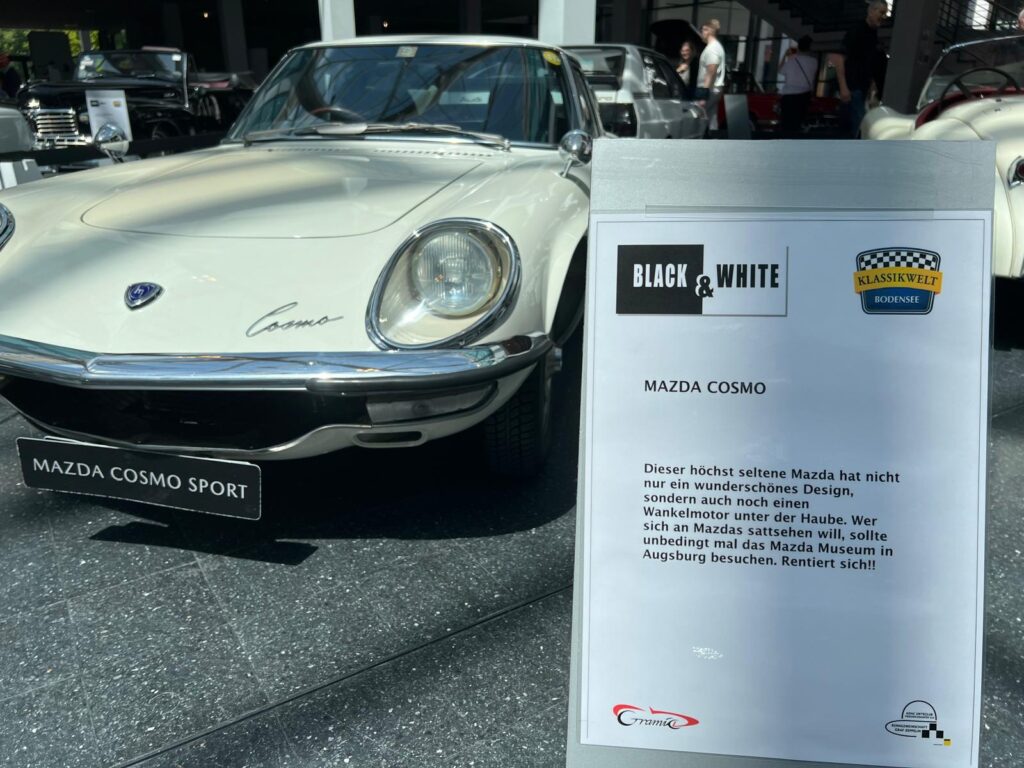 Cosmo
MAZDA COSMO SPORT
BLACK & WHITE
KLASSIKWELT
BODENSEE
MAZDA COSMO
Dieser höchst seltene Mazda hat nicht
nur ein wunderschönes Design,
sondern auch noch einen
Wankelmotor unter der Haube. Wer
sich an Mazdas sattsehen will, sollte
unbedingt mal das Mazda Museum in
Augsburg besuchen. Rentiert sich!!